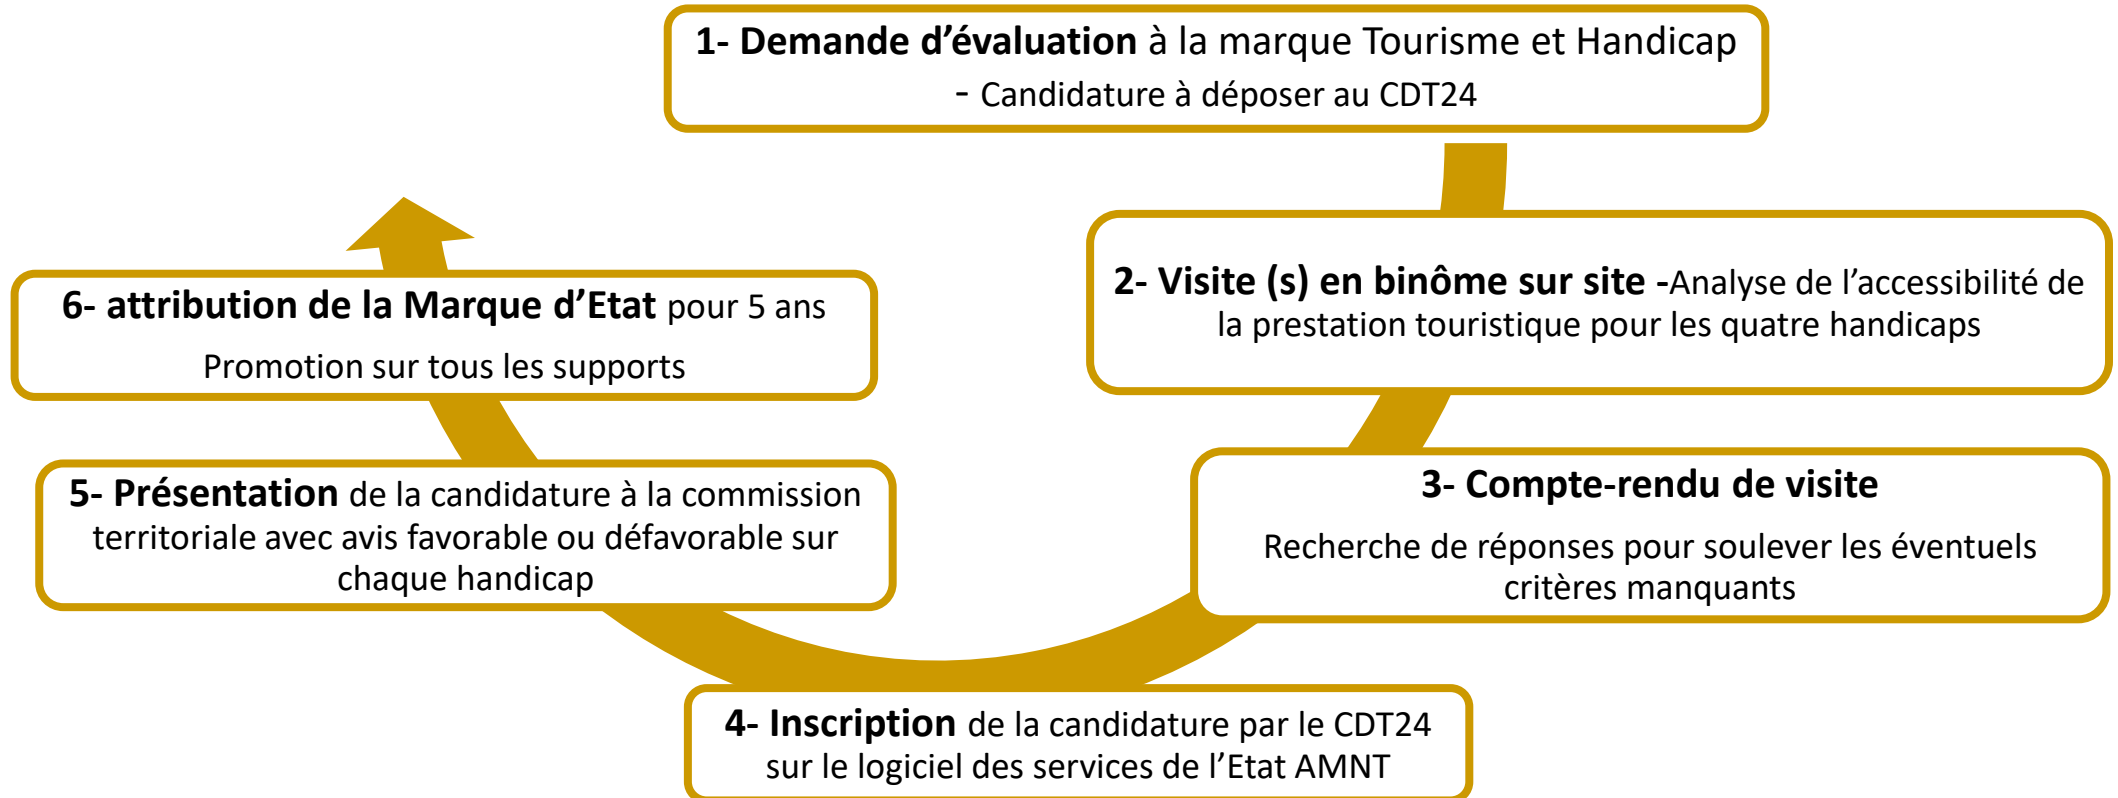 1- Demande d’évaluation à la marque Tourisme et Handicap
- Candidature à déposer au CDT24
2- Visite (s) en binôme sur site -Analyse de l’accessibilité de
la prestation touristique pour les quatre handicaps
3- Compte-rendu de visite
Recherche de réponses pour soulever les éventuels
critères manquants
4- Inscription de la candidature par le CDT24
sur le logiciel des services de l’Etat AMNT
5- Présentation de la candidature à la commission
territoriale avec avis favorable ou défavorable sur
chaque handicap
6- attribution de la Marque d’Etat pour 5 ans
Promotion sur tous les supports